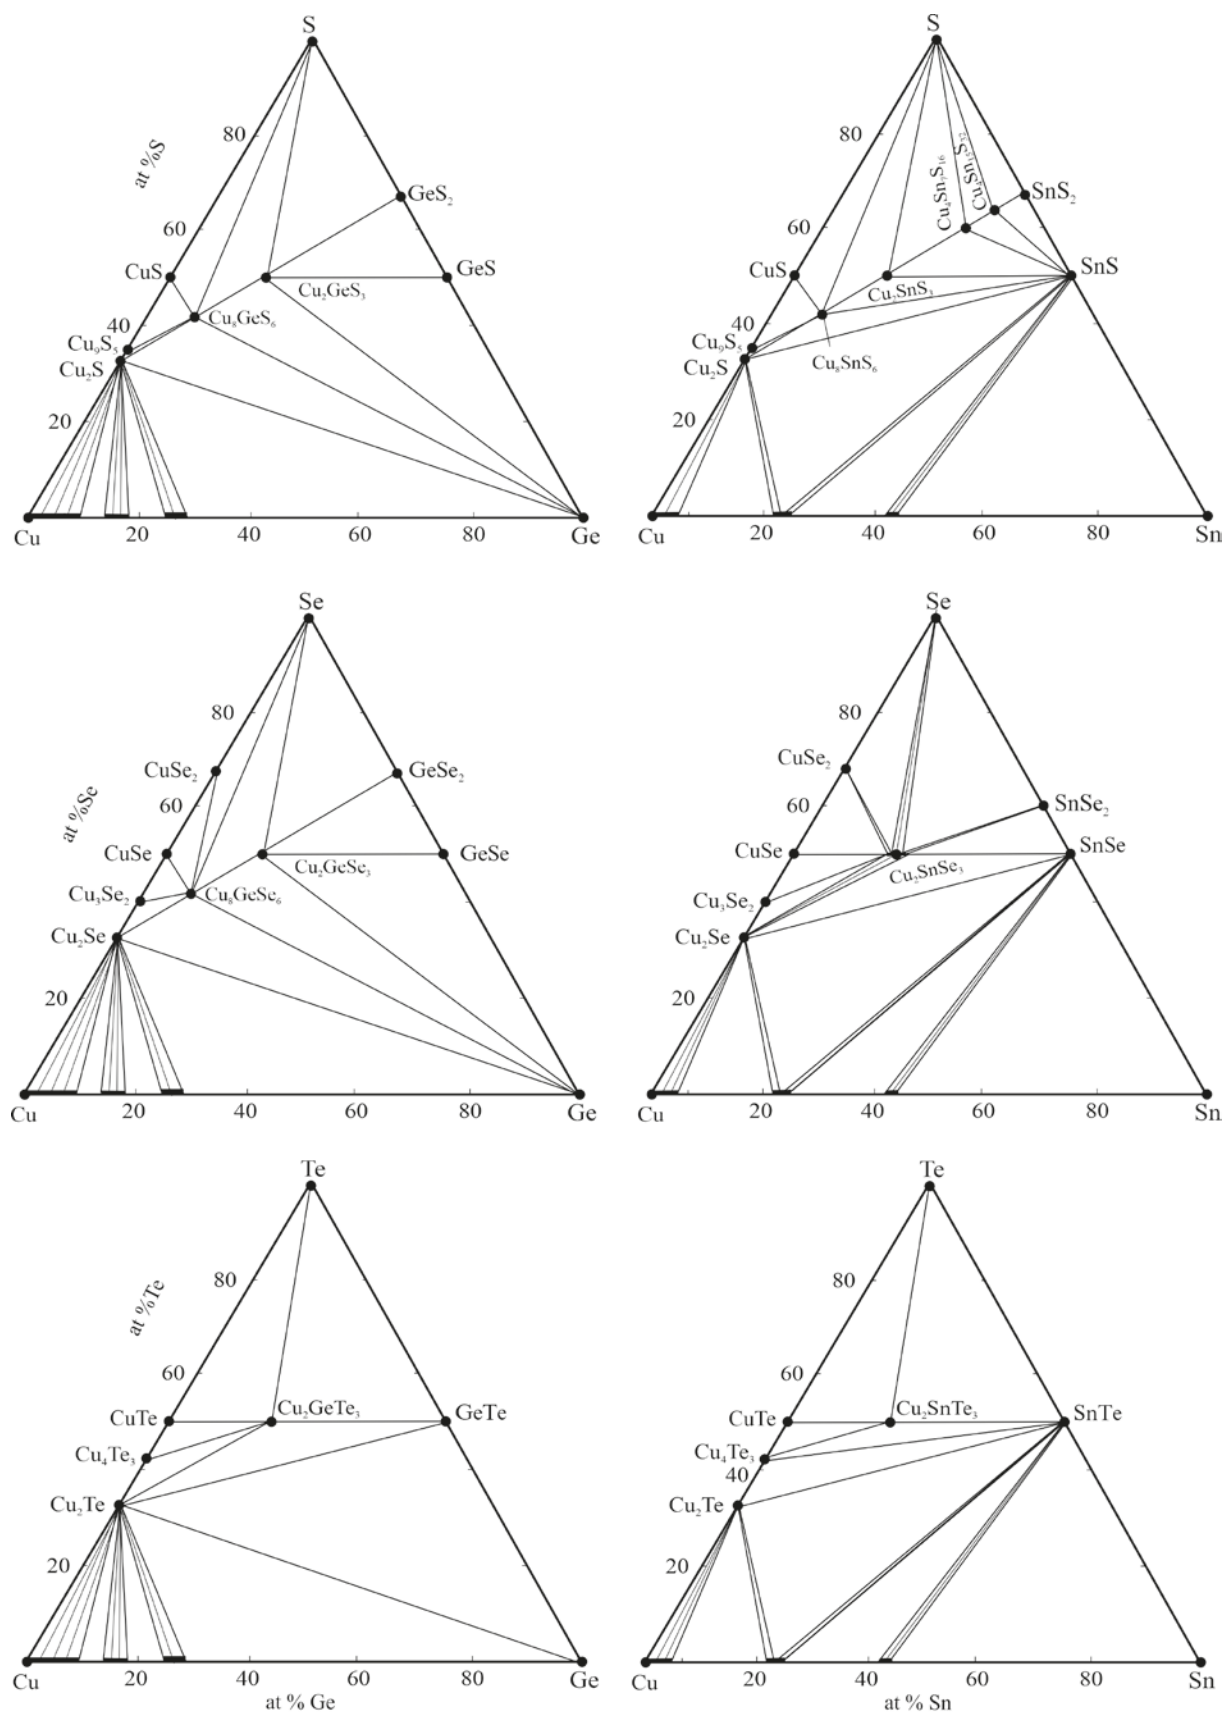 S
80
at %S
GeS₂
60
CuS
GeS
Cu₂GeS₃
Cu₈GeS₆
40
Cu₉S₅
Cu₂S
20
Cu
20
40
60
80
Ge
S
80
Cu₄Sn₇S₁₆
SnS₂
60
CuS
SnS
Cu₂SnS₃
40
Cu₉S₅
Cu₂S
Cu₈SnS₆
20
Cu
20
40
60
80
Sn
Se
80
CuSe₂
GeSe₂
at %Se
60
CuSe
GeSe
Cu₂GeSe₃
Cu₃Se₂
Cu₈GeSe₆
Cu₂Se
20
Cu
20
40
60
80
Ge
Se
80
CuSe₂
60
SnSe₂
CuSe
SnSe
Cu₂SnSe₃
Cu₃Se₂
Cu₂Se
20
Cu
20
40
60
80
Sn
Te
80
at %Te
60
CuTe
Cu₂GeTe₃
GeTe
Cu₄Te₃
Cu₂Te
20
Cu
20
40
60
80
Ge
at % Ge
Te
80
60
CuTe
Cu₂SnTe₃
SnTe
Cu₄Te₃
40
Cu₂Te
20
Cu
20
40
60
80
Sn
at % Sn